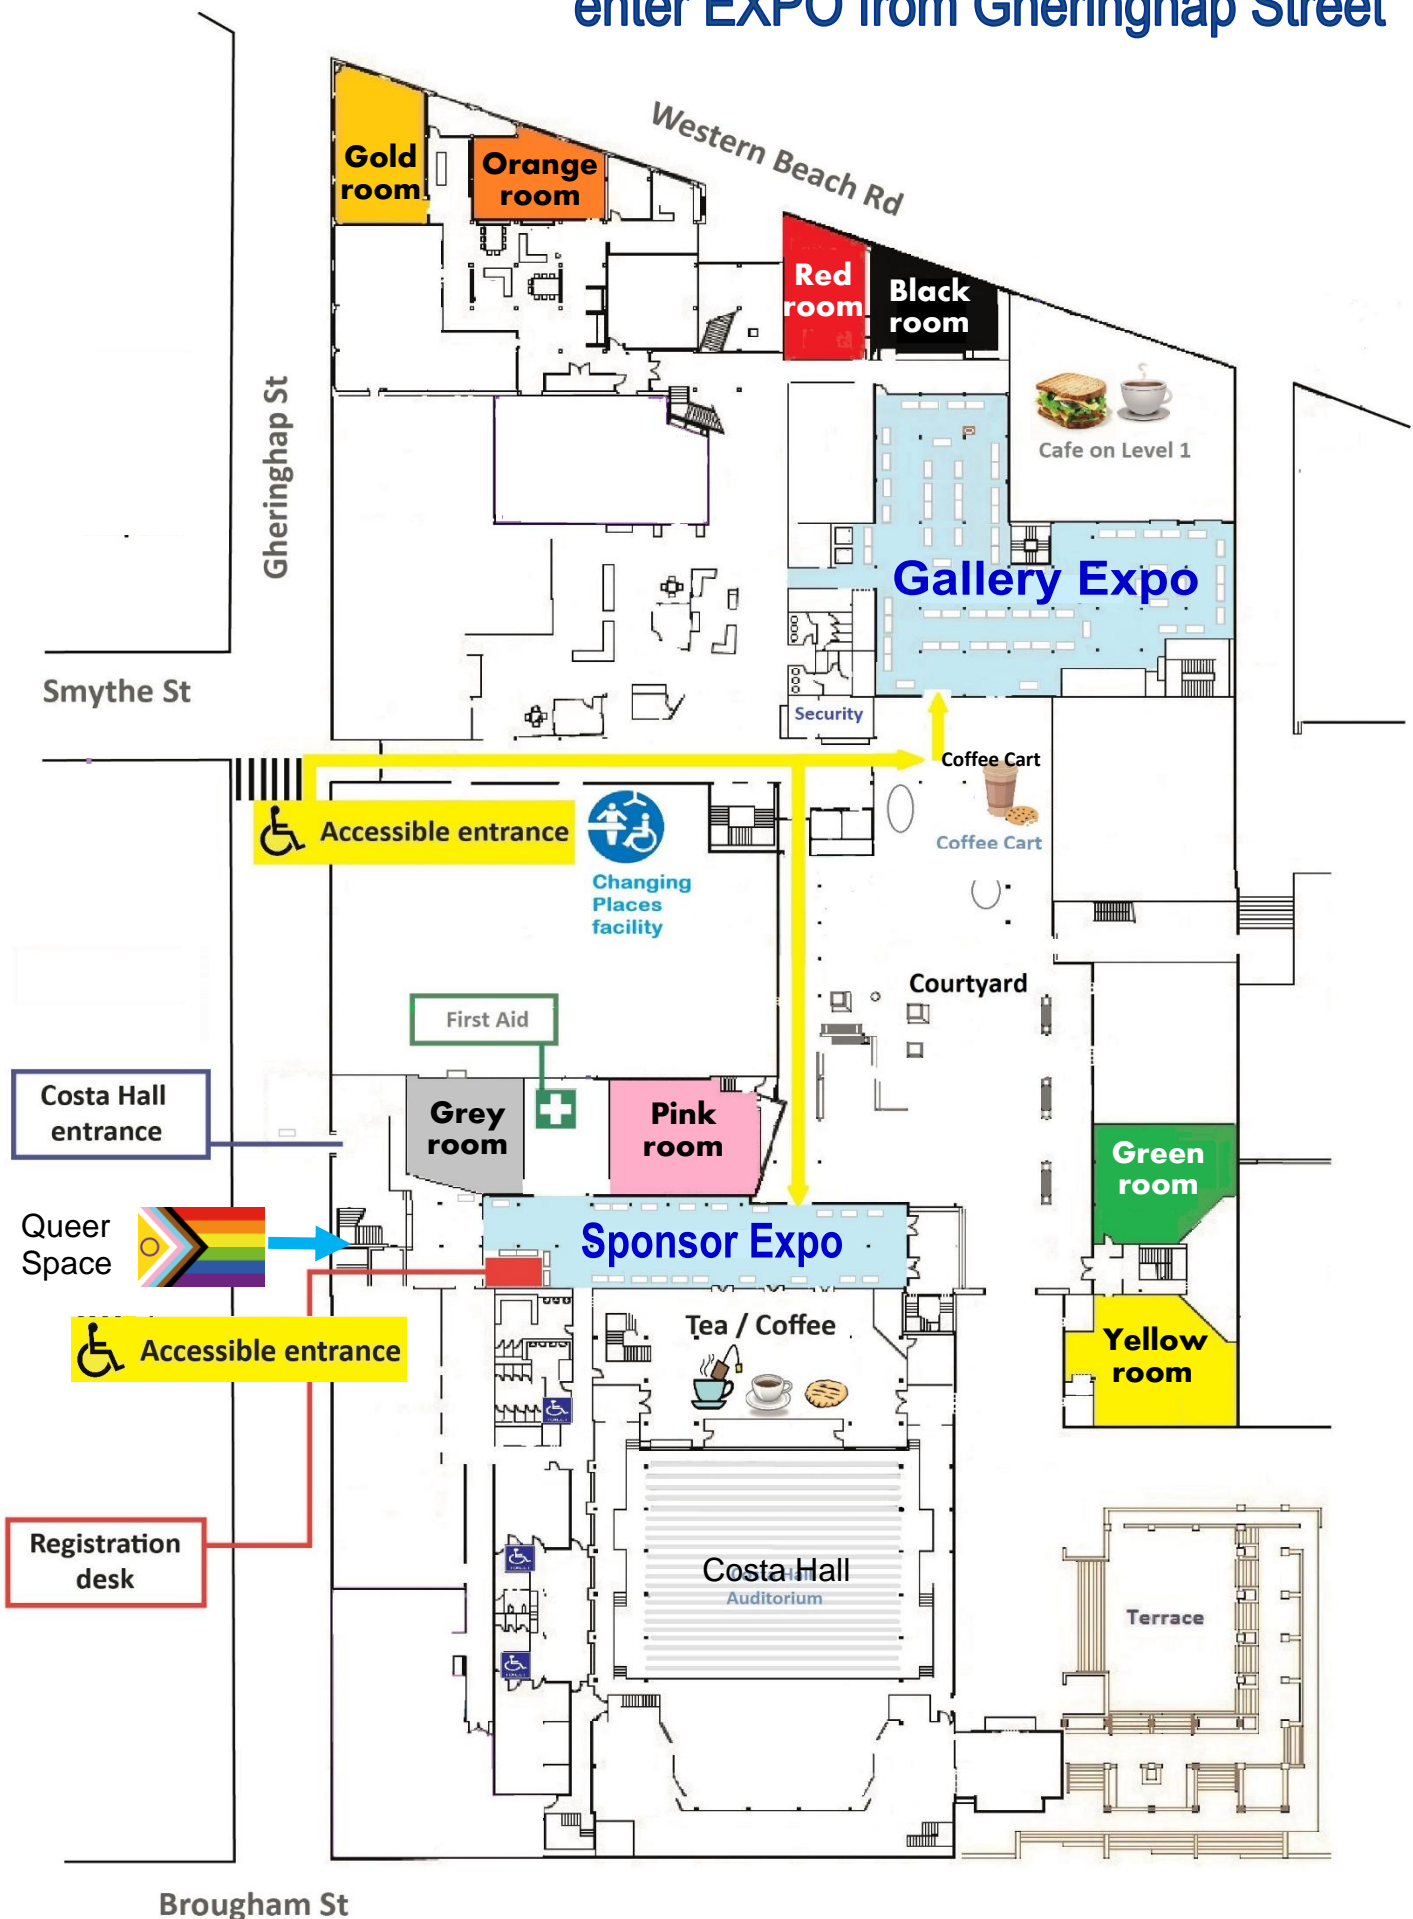 enter EXPO from Gheringhap Street
Western Beach Rd
Gold
room
Orange
room
Red
room
Black
room
Gheringhap St
Cafe on Level 1
Gallery Expo
Smythe St
Security
Coffee Cart
Coffee Cart
Accessible entrance
Changing
Places
facility
Courtyard
First Aid
Costa Hall
entrance
Grey
room
Pink
room
Green
room
Queer
Space
Sponsor Expo
Tea / Coffee
Accessible entrance
Yellow
room
Registration
desk
Costa Hall
Costa Hall
Auditorium
Terrace
Brougham St